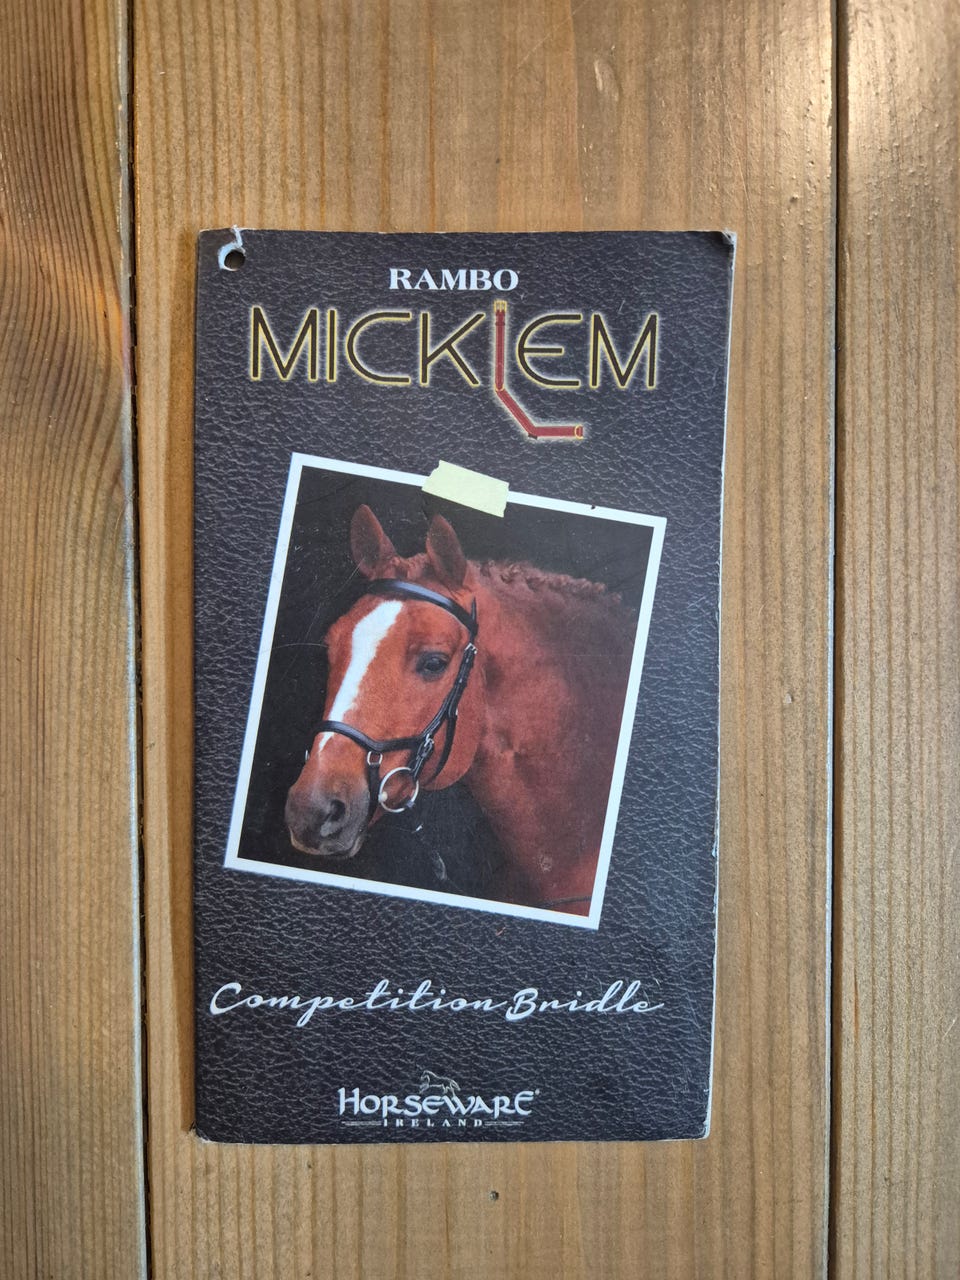 RAMBO
MICKLEM
Competition Bridle
HORSEWARE®
IRELAND